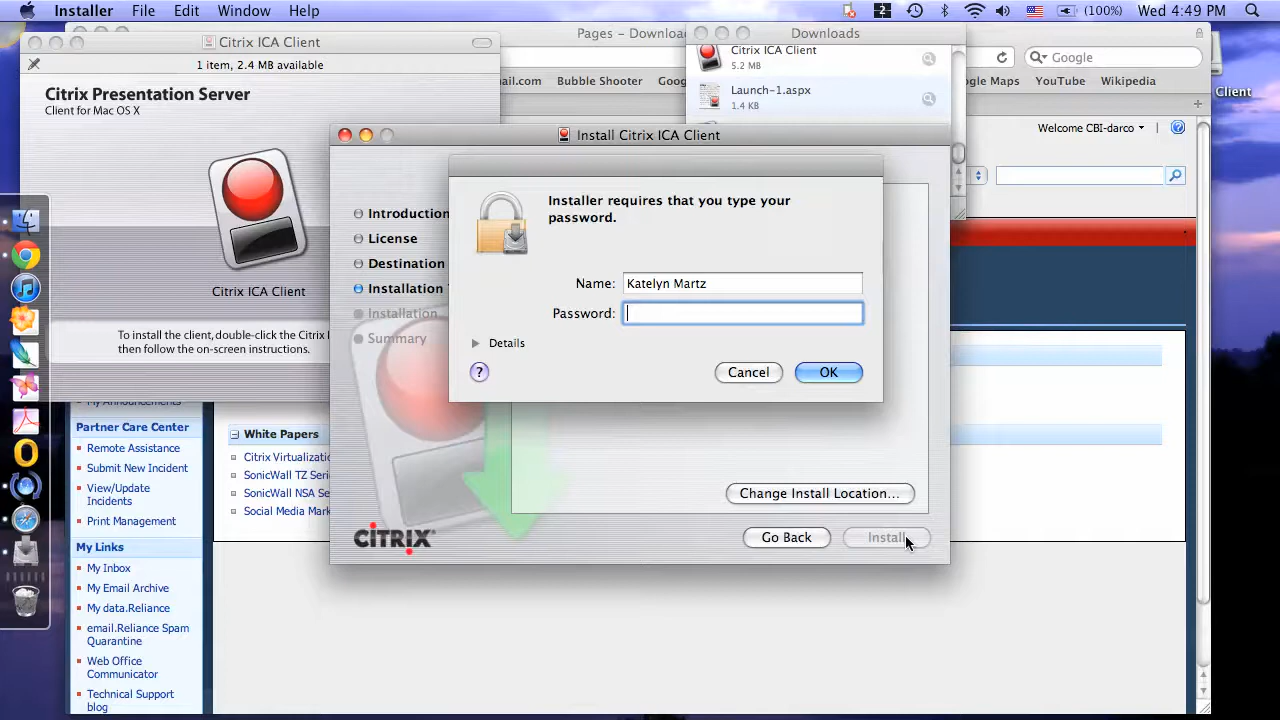 Installer File Edit Window Help
2 (100%) Wed 4:49 PM
Citrix ICA Client
1 item, 2.4 MB available
Citrix Presentation Server
Client for Mac OS X
Citrix ICA Client
To install the client, double-click the Citrix I
then follow the on-screen instructions.
Pages – Downloa
Downloads
Citrix ICA Client
5.2 MB
Launch-1.aspx
1.4 KB
Google
ail.com Bubble Shooter Goo
gle Maps YouTube Wikipedia
Client
Welcome CBI-darco
Install Citrix ICA Client
Introduction
License
Destination
Installation
Installation
Summary
Installer requires that you type your
password.
Name: Katelyn Martz
Password:
Details
?
Cancel OK
Change Install Location...
Go Back Install
CITRIX
My Announcements
Partner Care Center
Remote Assistance
Submit New Incident
View/Update
Incidents
Print Management
My Links
My Inbox
My Email Archive
My data.Reliance
email.Reliance Spam
Quarantine
Web Office
Communicator
Technical Support
blog
White Papers
Citrix Virtualizatio
SonicWall TZ Serie
SonicWall NSA Se
Social Media Mark